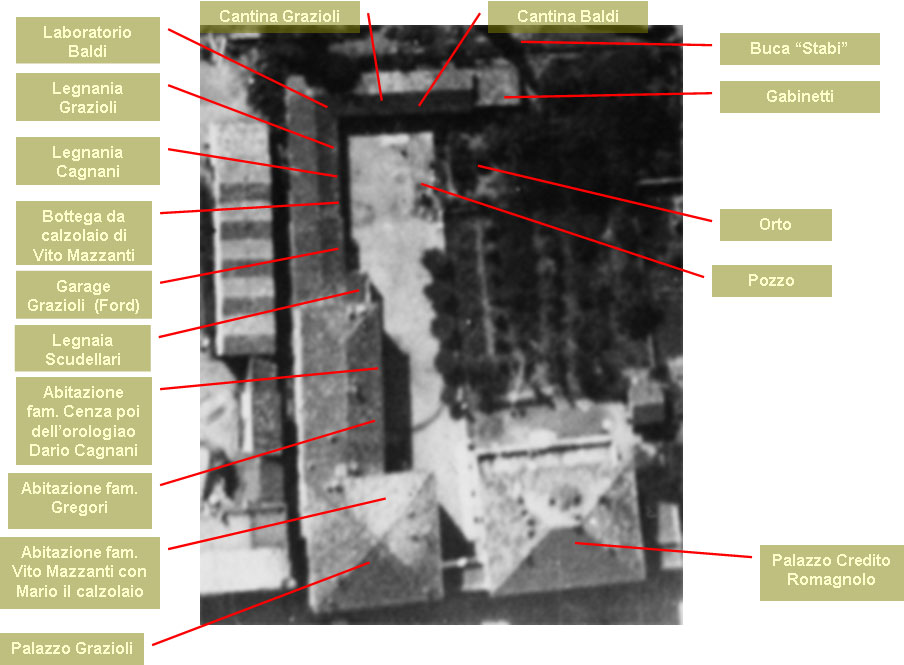 Cantina Grazioli
Cantina Baldi
Laboratorio
Baldi
Buca “Stabi”
Legnania
Grazioli
Gabinetti
Legnania
Cagnani
Bottega da
calzolaio di
Vito Mazzanti
Orto
Garage
Grazioli (Ford)
Pozzo
Legnaia
Scudellari
Abitazione
fam. Cenza poi
dell’orologiao
Dario Cagnani
Abitazione fam.
Gregori
Abitazione fam.
Vito Mazzanti con
Mario il calzolaio
Palazzo Credito
Romagnolo
Palazzo Grazioli